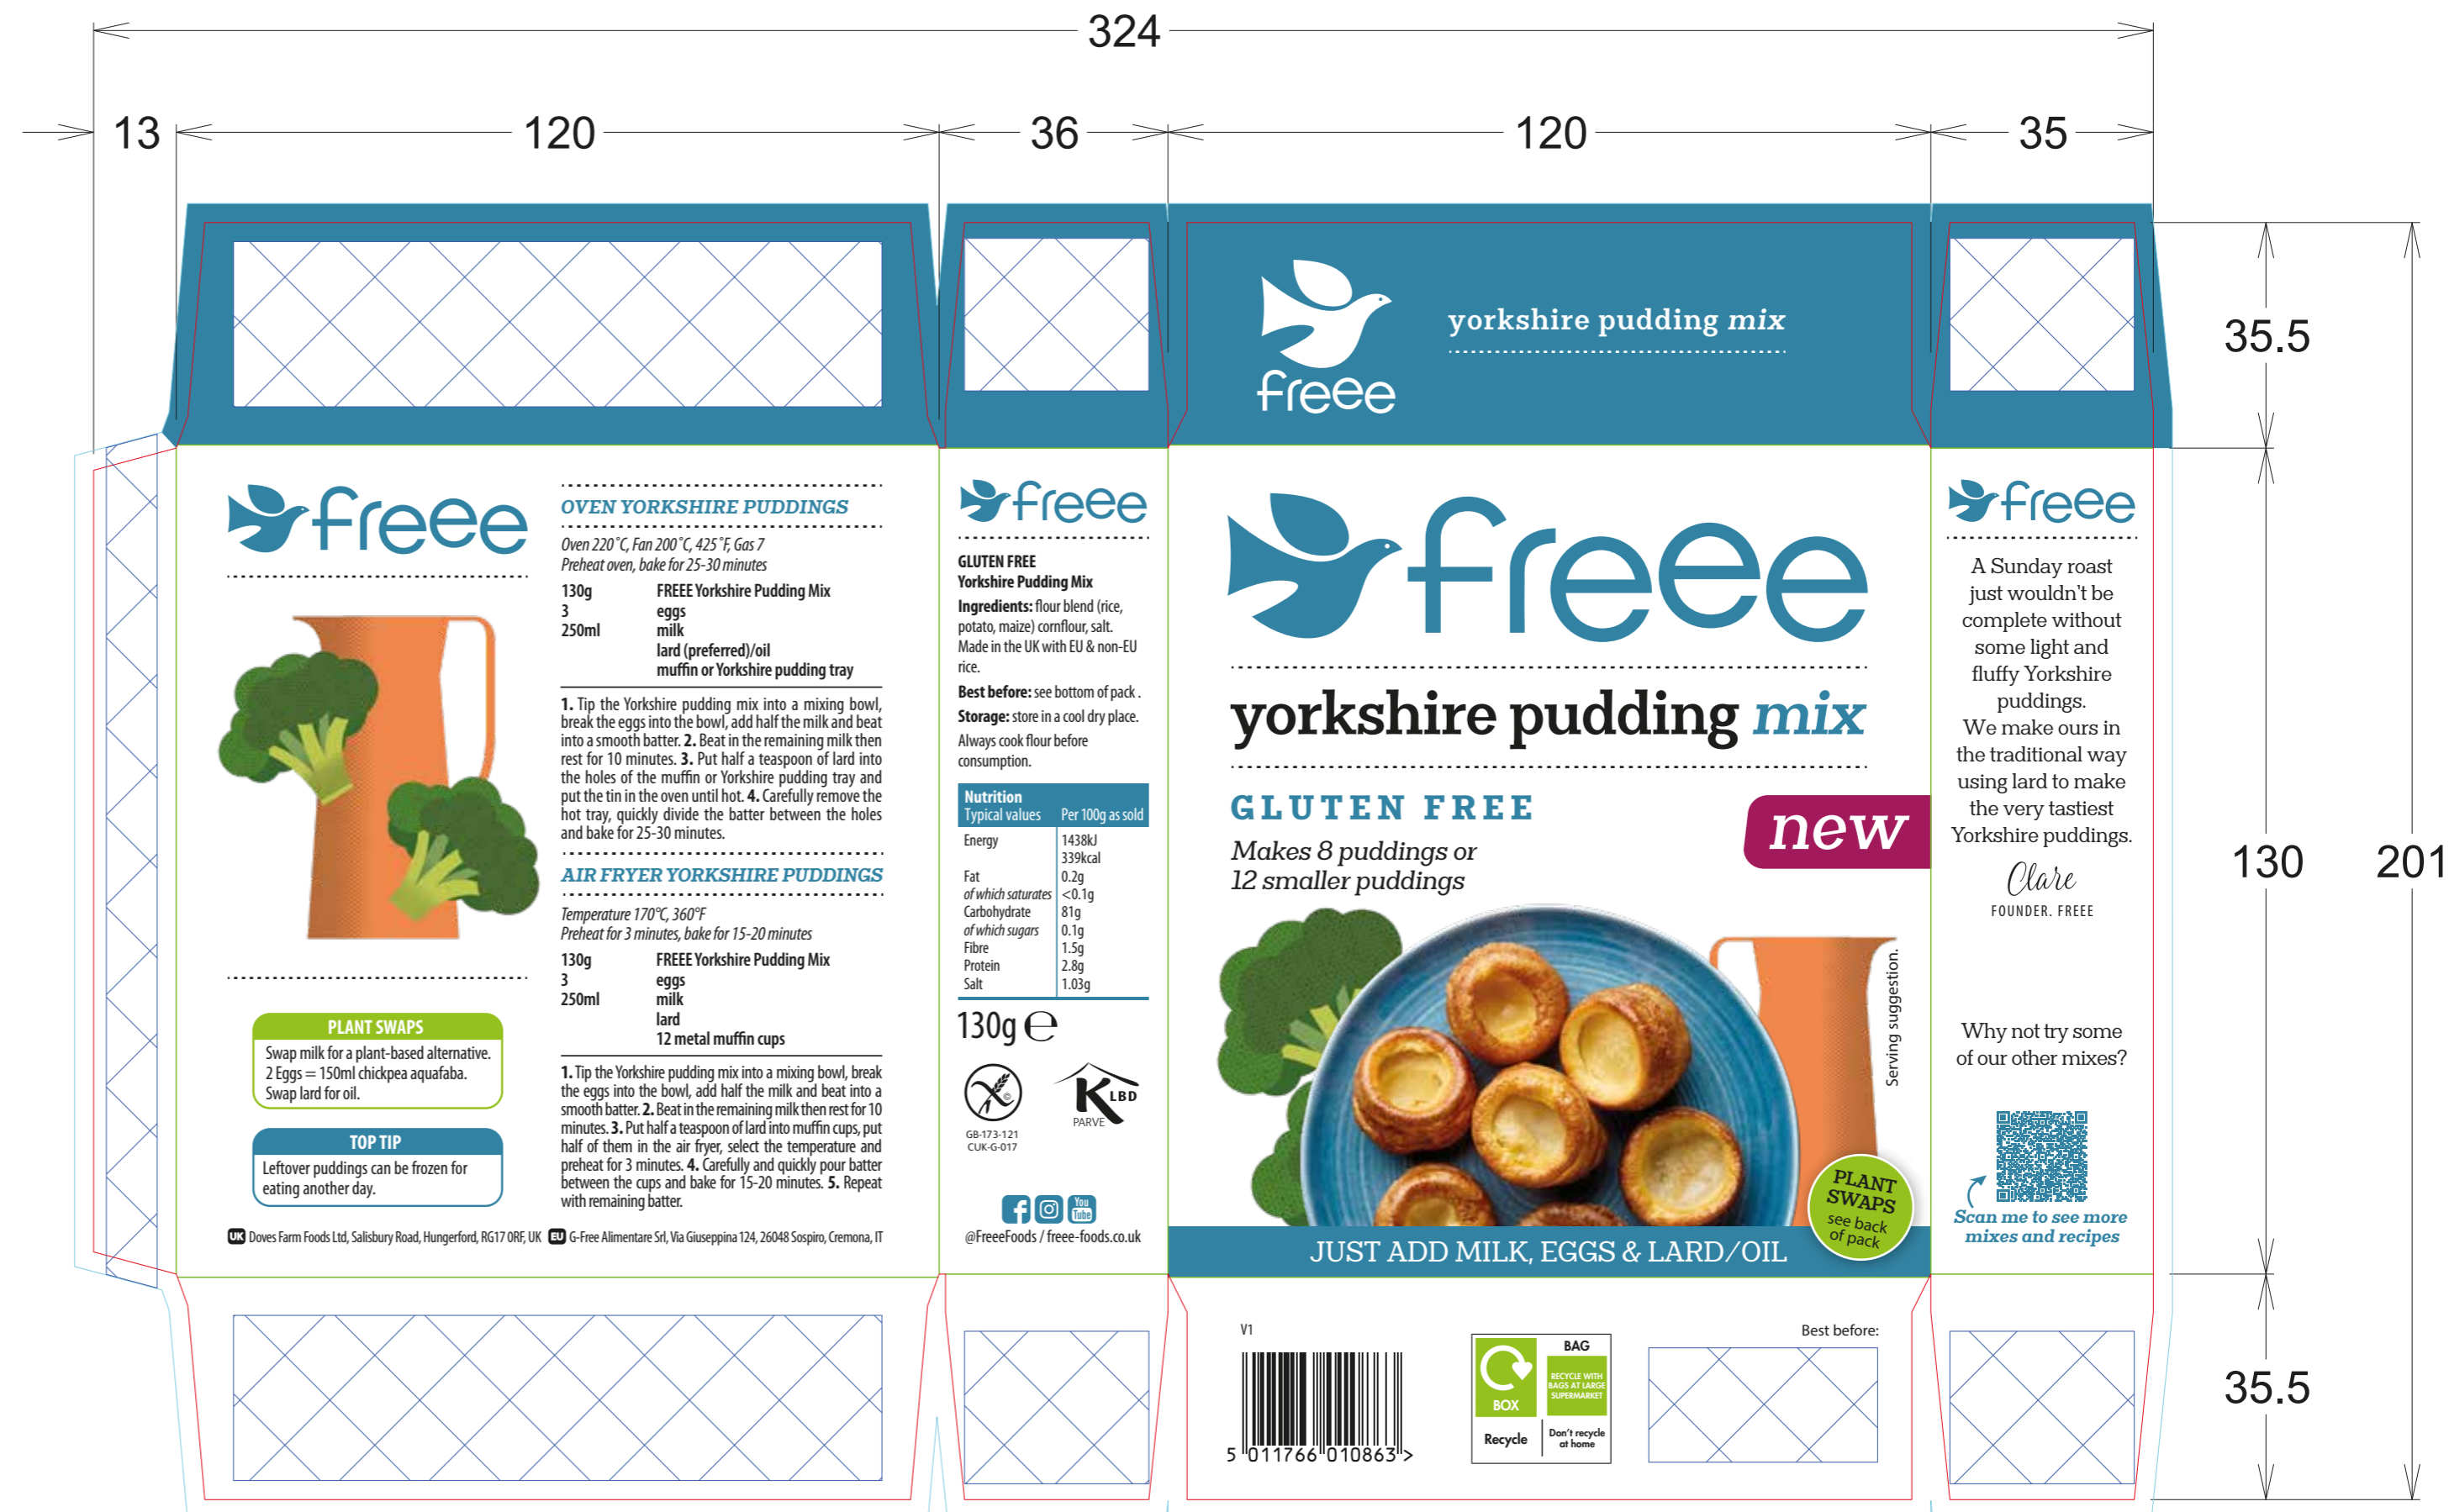 324
13
120
36
120
35
freee
yorkshire pudding mix
35.5
130
201
35.5
freee
OVEN YORKSHIRE PUDDINGS
Oven 220˚C, Fan 200˚C, 425˚F, Gas 7
Preheat oven, bake for 25-30 minutes
130g FREEE Yorkshire Pudding Mix
3 eggs
250ml milk
lard (preferred)/oil
muffin or Yorkshire pudding tray
1. Tip the Yorkshire pudding mix into a mixing bowl,
break the eggs into the bowl, add half the milk and beat
into a smooth batter. 2. Beat in the remaining milk then
rest for 10 minutes. 3. Put half a teaspoon of lard into
the holes of the muffin or Yorkshire pudding tray and
put the tin in the oven until hot. 4. Carefully remove the
hot tray, quickly divide the batter between the holes
and bake for 25-30 minutes.
AIR FRYER YORKSHIRE PUDDINGS
Temperature 170°C, 360°F
Preheat for 3 minutes, bake for 15-20 minutes
130g FREEE Yorkshire Pudding Mix
3 eggs
250ml milk
lard
12 metal muffin cups
1. Tip the Yorkshire pudding mix into a mixing bowl, break
the eggs into the bowl, add half the milk and beat into a
smooth batter. 2. Beat in the remaining milk then rest for 10
minutes. 3. Put half a teaspoon of lard into muffin cups, put
half of them in the air fryer, select the temperature and
preheat for 3 minutes. 4. Carefully and quickly pour batter
between the cups and bake for 15-20 minutes. 5. Repeat
with remaining batter.
PLANT SWAPS
Swap milk for a plant-based alternative.
2 Eggs = 150ml chickpea aquafaba.
Swap lard for oil.
TOP TIP
Leftover puddings can be frozen for
eating another day.
UK Doves Farm Foods Ltd, Salisbury Road, Hungerford, RG17 0RF, UK EU G-Free Alimentare Srl, Via Giuseppina 124, 26048 Sospiro, Cremona, IT
freee
GLUTEN FREE
Yorkshire Pudding Mix
Ingredients: flour blend (rice,
potato, maize) cornflour, salt.
Made in the UK with EU & non-EU
rice.
Best before: see bottom of pack .
Storage: store in a cool dry place.
Always cook flour before
consumption.
Nutrition
Typical values Per 100g as sold
Energy 1438kJ
339kcal
Fat 0.2g
of which saturates <0.1g
Carbohydrate 81g
of which sugars 0.1g
Fibre 1.5g
Protein 2.8g
Salt 1.03g
130g e
GB-173-121
CUK-G-017
K LBD
PARVE
You Tube
@FreeeFoods / freee-foods.co.uk
freee
yorkshire pudding mix
GLUTEN FREE
Makes 8 puddings or
12 smaller puddings
new
Serving suggestion.
PLANT
SWAPS
see back
of pack
JUST ADD MILK, EGGS & LARD/OIL
freee
A Sunday roast
just wouldn't be
complete without
some light and
fluffy Yorkshire
puddings.
We make ours in
the traditional way
using lard to make
the very tastiest
Yorkshire puddings.
Clare
FOUNDER. FREEE
Why not try some
of our other mixes?
Scan me to see more
mixes and recipes
V1
5 011766 010863 >
BOX
Recycle
BAG
RECYCLE WITH
BAGS AT LARGE
SUPERMARKET
Don't recycle
at home
Best before: